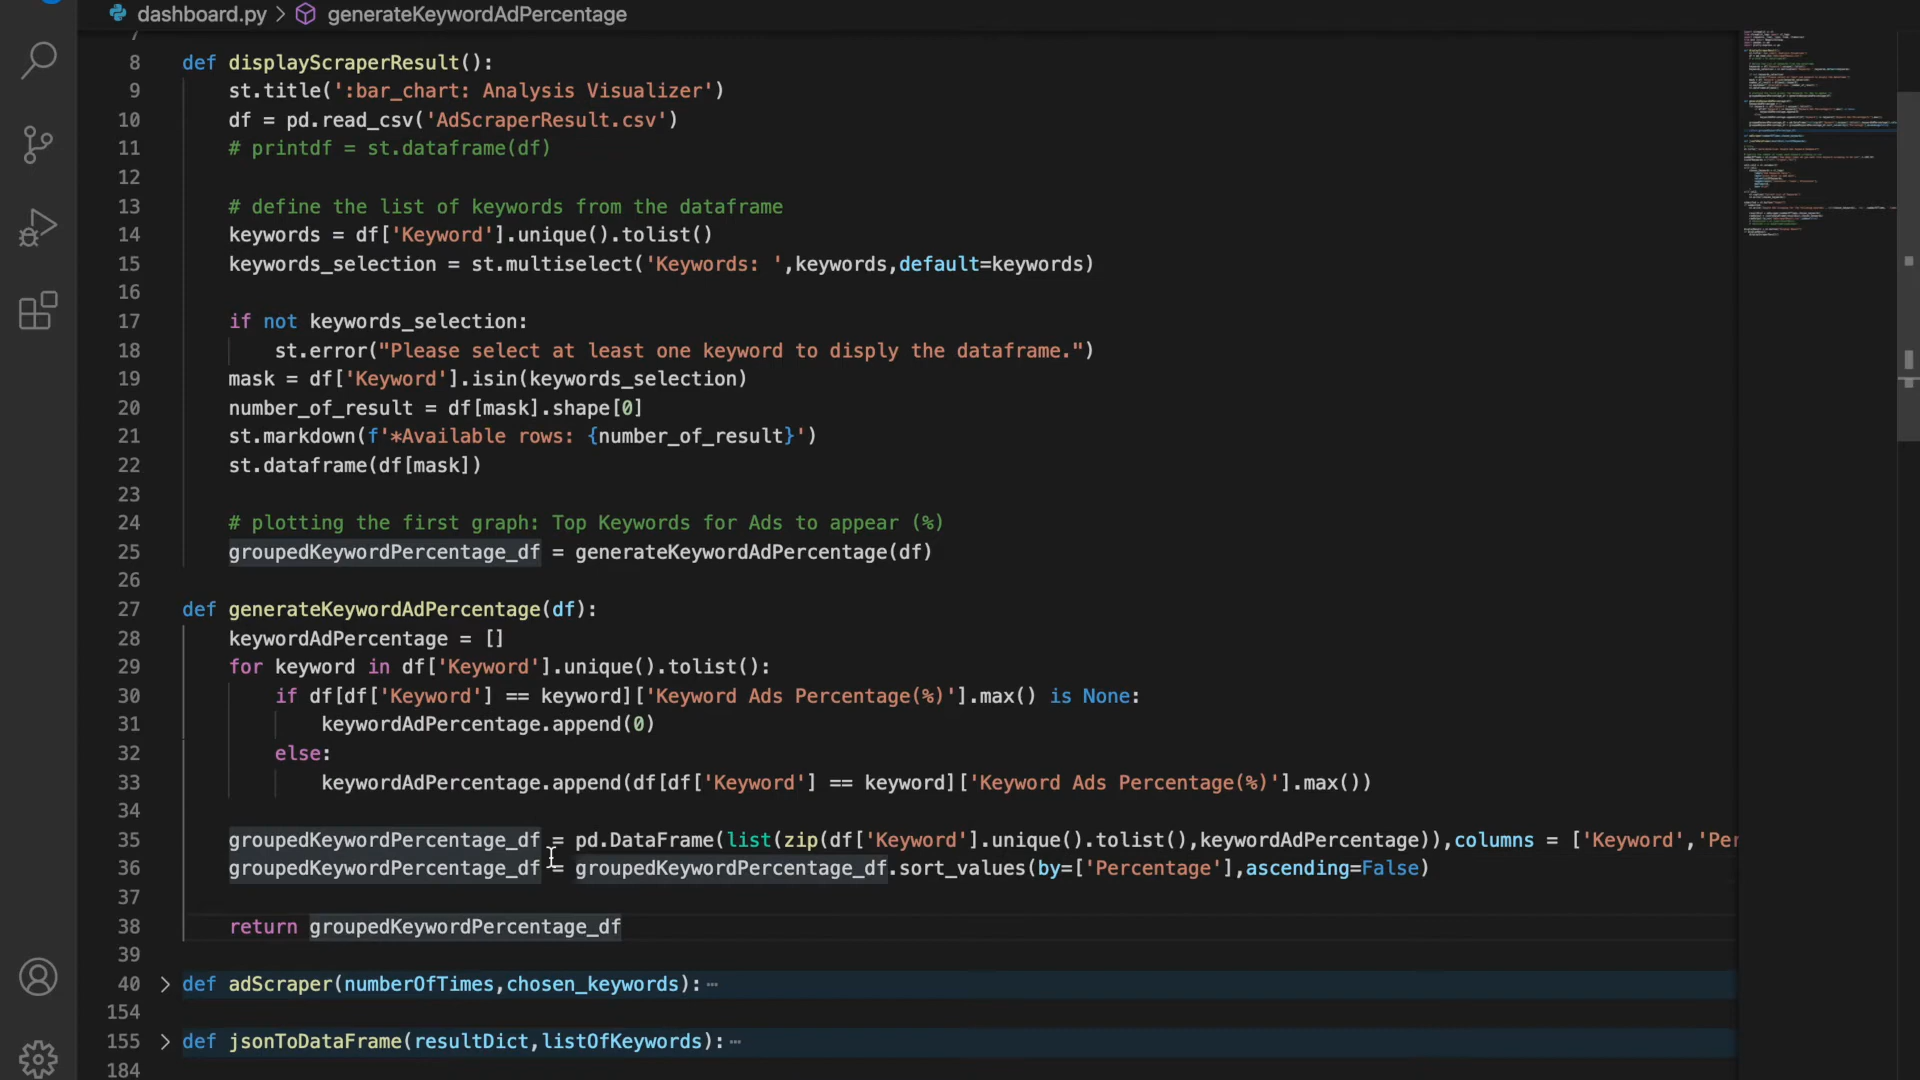 dashboard.py > generateKeywordAdPercentage
7
8 def displayScraperResult():
9 st.title(':bar_chart: Analysis Visualizer')
10 df = pd.read_csv('AdScraperResult.csv')
11 # printdf = st.dataframe(df)
12
13 # define the list of keywords from the dataframe
14 keywords = df['Keyword'].unique().tolist()
15 keywords_selection = st.multiselect('Keywords: ',keywords,default=keywords)
16
17 if not keywords_selection:
18 st.error("Please select at least one keyword to disply the dataframe.")
19 mask = df['Keyword'].isin(keywords_selection)
20 number_of_result = df[mask].shape[0]
21 st.markdown(f'*Available rows: {number_of_result}')
22 st.dataframe(df[mask])
23
24 # plotting the first graph: Top Keywords for Ads to appear (%)
25 groupedKeywordPercentage_df = generateKeywordAdPercentage(df)
26
27 def generateKeywordAdPercentage(df):
28 keywordAdPercentage = []
29 for keyword in df['Keyword'].unique().tolist():
30 if df[df['Keyword'] == keyword]['Keyword Ads Percentage(%)'].max() is None:
31 keywordAdPercentage.append(0)
32 else:
33 keywordAdPercentage.append(df[df['Keyword'] == keyword]['Keyword Ads Percentage(%)'].max())
34
35 groupedKeywordPercentage_df = pd.DataFrame(list(zip(df['Keyword'].unique().tolist(),keywordAdPercentage)),columns = ['Keyword','Per
36 groupedKeywordPercentage_df = groupedKeywordPercentage_df.sort_values(by=['Percentage'],ascending=False)
37
38 return groupedKeywordPercentage_df
39
40 > def adScraper(numberOfTimes,chosen_keywords):⋯
154
155 > def jsonToDataFrame(resultDict,listOfKeywords):⋯
184